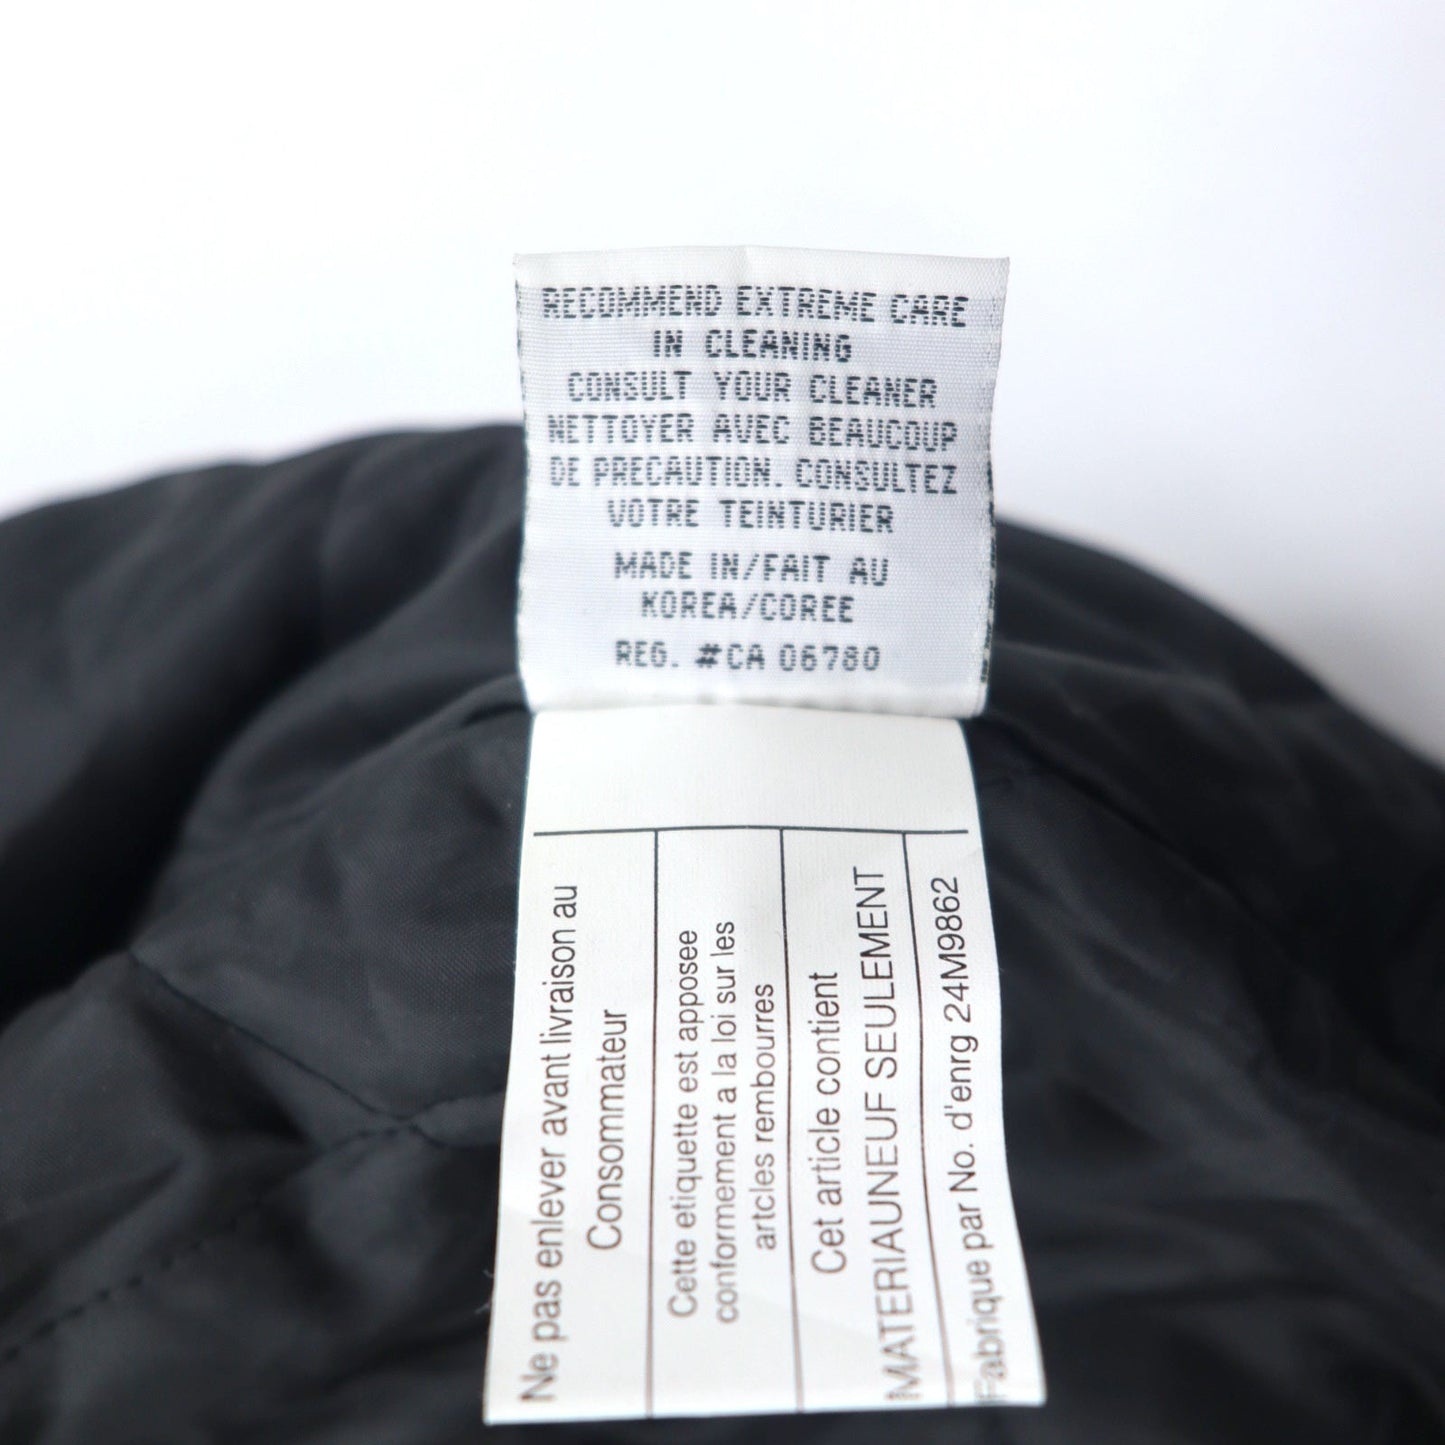 RECOMMEND EXTREME CARE
IN CLEANING
CONSULT YOUR CLEANER
NETTOYER AVEC BEAUCOUP
DE PRECAUTION. CONSULTEZ
VOTRE TEINTURIER
MADE IN/FAIT AU
KOREA/COREE
REG. #CA 06780
Ne pas enlever avant livraison au
Consommateur
Cette etiquette est apposee
conformement a la loi sur les
artcles rembourres
Cet article contient
MATERIAUNEUF SEULEMENT
Fabrique par No. d'enrg 24M9862